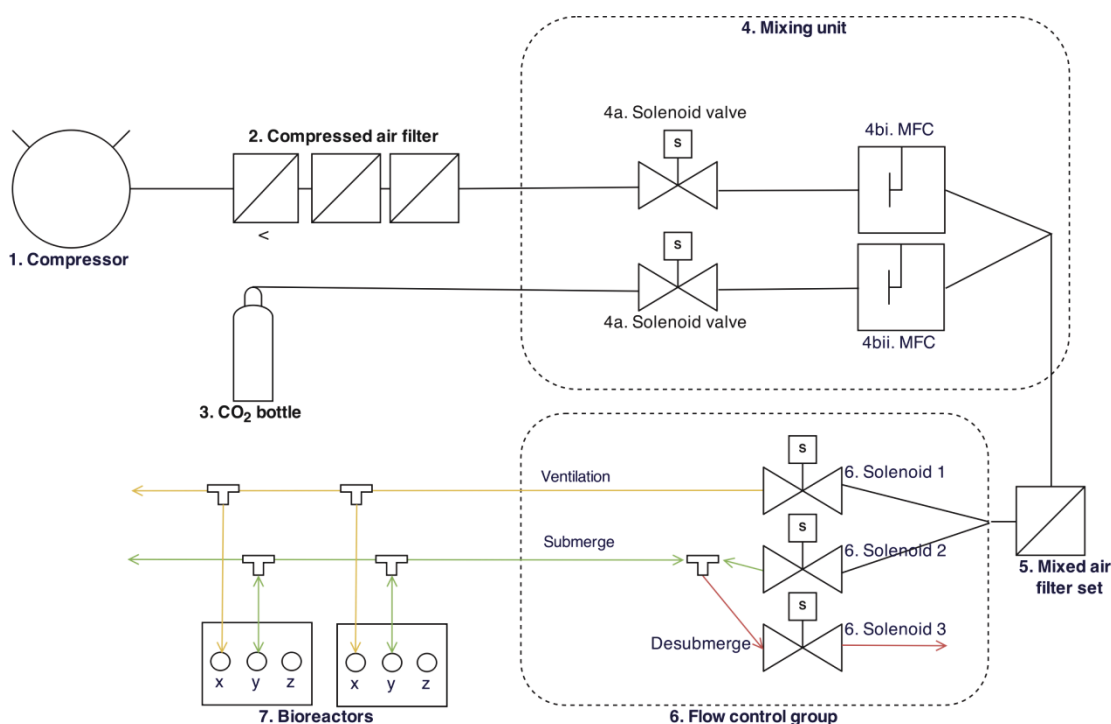 4. Mixing unit
4a. Solenoid valve
S
4bi. MFC
2. Compressed air filter
<
1. Compressor
S
4a. Solenoid valve
4bii. MFC
3. CO₂ bottle
S
6. Solenoid 1
Ventilation
S
6. Solenoid 2
Submerge
5. Mixed air
filter set
S
6. Solenoid 3
Desubmerge
x y z
x y z
7. Bioreactors
6. Flow control group